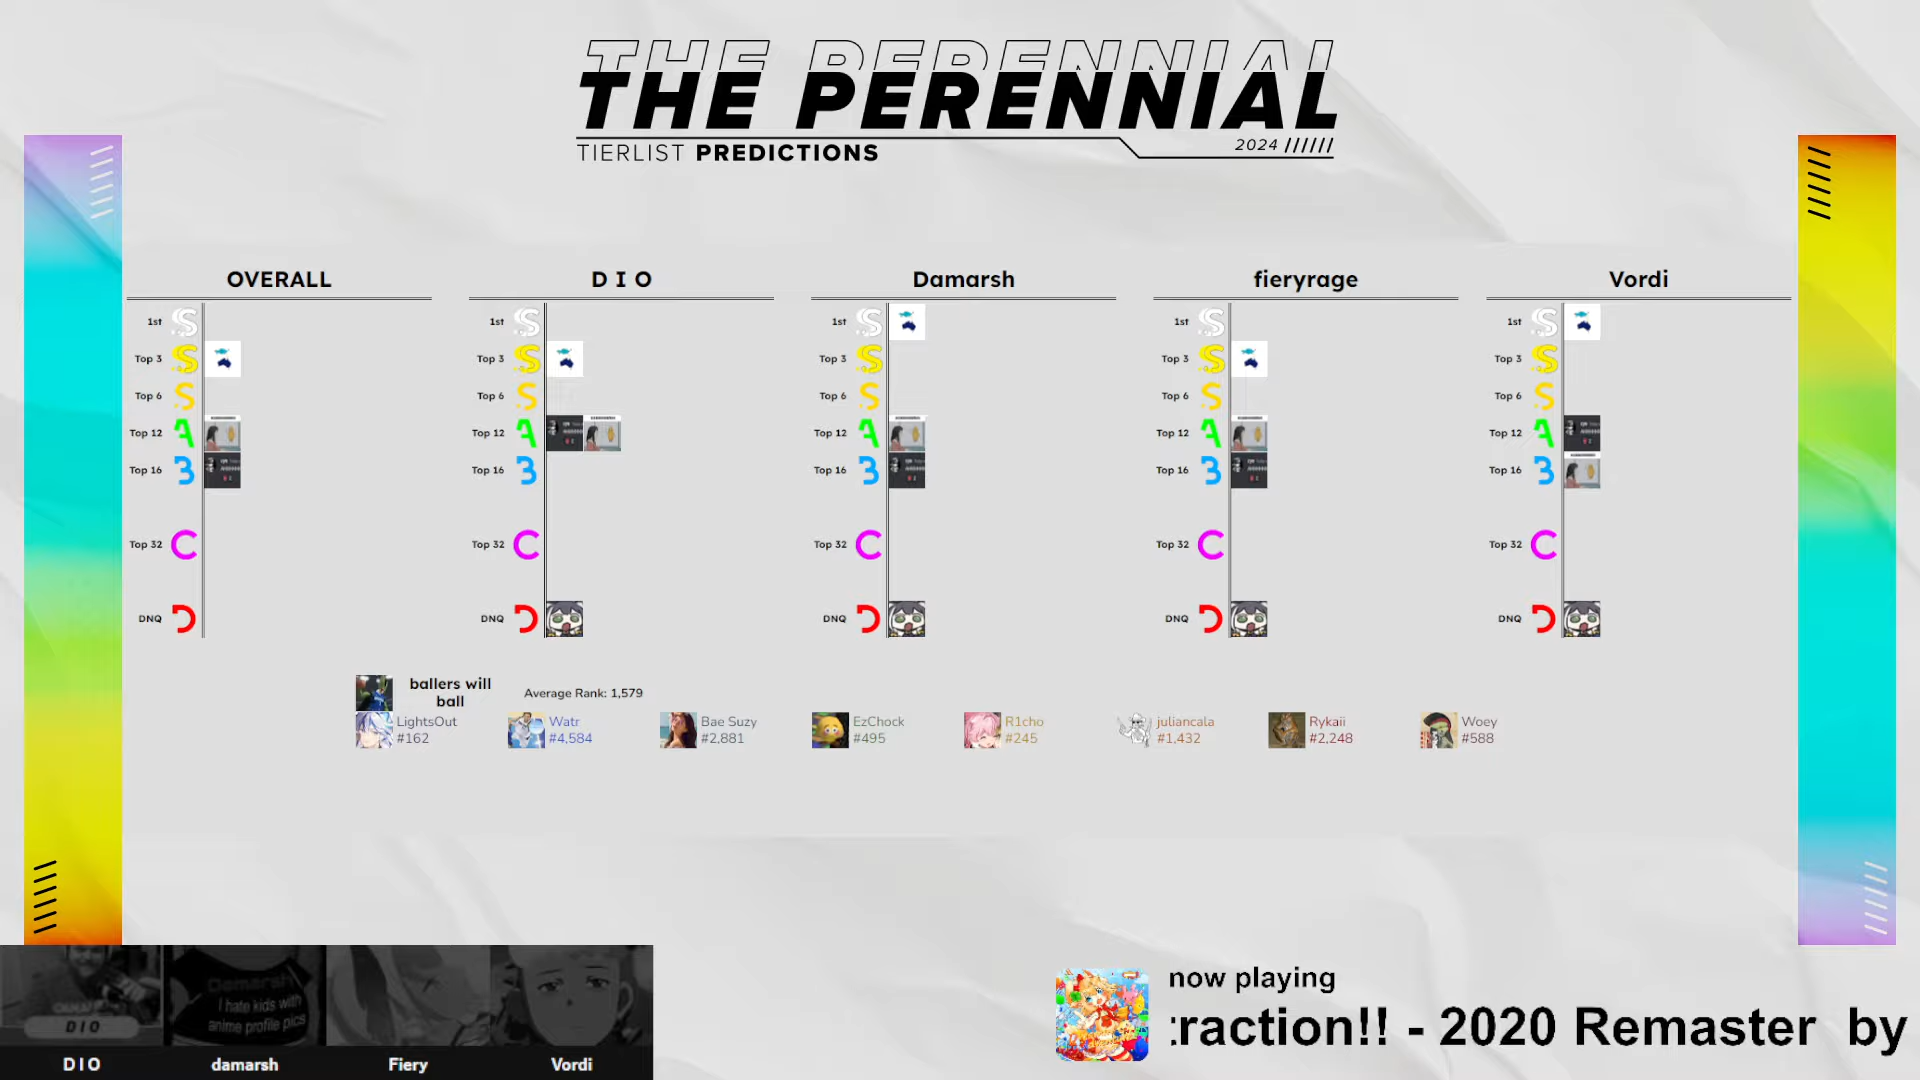 THE PERENNIAL
THE PERENNIAL
TIERLIST PREDICTIONS
2024 //////
OVERALL
D I O
Damarsh
fieryrage
Vordi
1st S
1st S
1st S
1st S
1st S
Top 3 S
Top 3 S
Top 3 S
Top 3 S
Top 3 S
Top 6 S
Top 6 S
Top 6 S
Top 6 S
Top 6 S
Top 12 A
Top 12 A
Top 12 A
Top 12 A
Top 12 A
Top 16 B
Top 16 B
Top 16 B
Top 16 B
Top 16 B
Top 32 C
Top 32 C
Top 32 C
Top 32 C
Top 32 C
DNQ D
DNQ D
DNQ D
DNQ D
DNQ D
ballers will
ball
Average Rank: 1,579
LightsOut
#162
Watr
#4,584
Bae Suzy
#2,881
EzChock
#495
R1cho
#245
juliancala
#1,432
Rykaii
#2,248
Woey
#588
DIO
Damarsh
I hate kids with
anime profile pics
D I O
damarsh
Fiery
Vordi
now playing
:raction!! - 2020 Remaster by